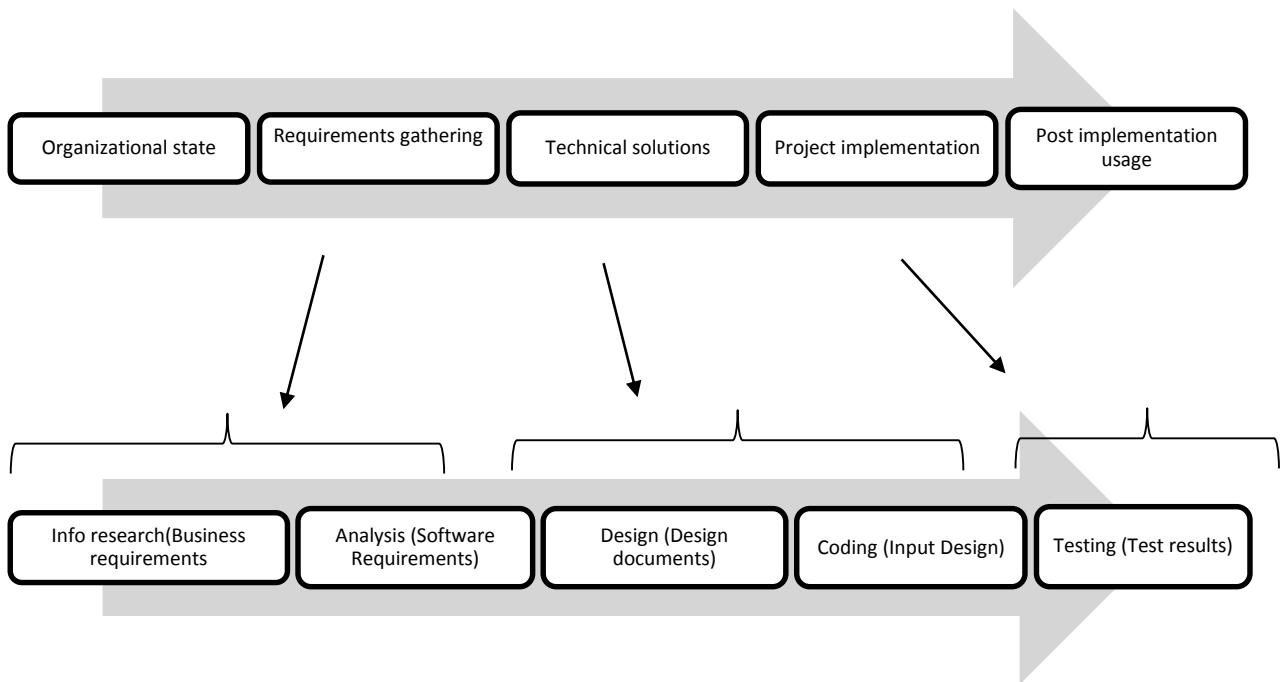 Organizational state
Requirements gathering
Technical solutions
Project implementation
Post implementation
usage
Info research(Business
requirements
Analysis (Software
Requirements)
Design (Design
documents)
Coding (Input Design)
Testing (Test results)